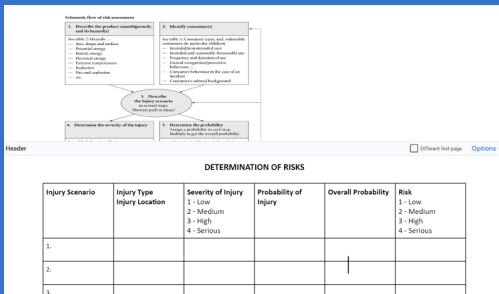 Schematic flow of risk assessment
1. Describe the product unambiguously, and its hazard(s)
See table 2: Hazards ...
— Size, shape and surface
— Potential energy
— Kinetic energy
— Electrical energy
— Extreme temperatures
— Radiation
— Fire and explosion
— etc.
2. Identify consumer(s)
See table 1: Consumer types, incl. vulnerable
consumers (in particular children)
— Intended/non-intended user
— Intended and reasonably foreseeable use
— Frequency and duration of use
— Hazard recognition/protective
behaviour ...
— Consumer behaviour in the case of an
incident
— Consumer's cultural background
3. Describe
the injury scenario
in several steps:
'Shortest path to injury'
4. Determine the severity of the injury
5. Determine the probability
Assign a probability to each step
Multiply to get the overall probability
Header
Different first page
Options
DETERMINATION OF RISKS
Injury Scenario
Injury Type
Injury Location
Severity of Injury
1 - Low
2 - Medium
3 - High
4 - Serious
Probability of
Injury
Overall Probability
Risk
1 - Low
2 - Medium
3 - High
4 - Serious
1.
2.
3.